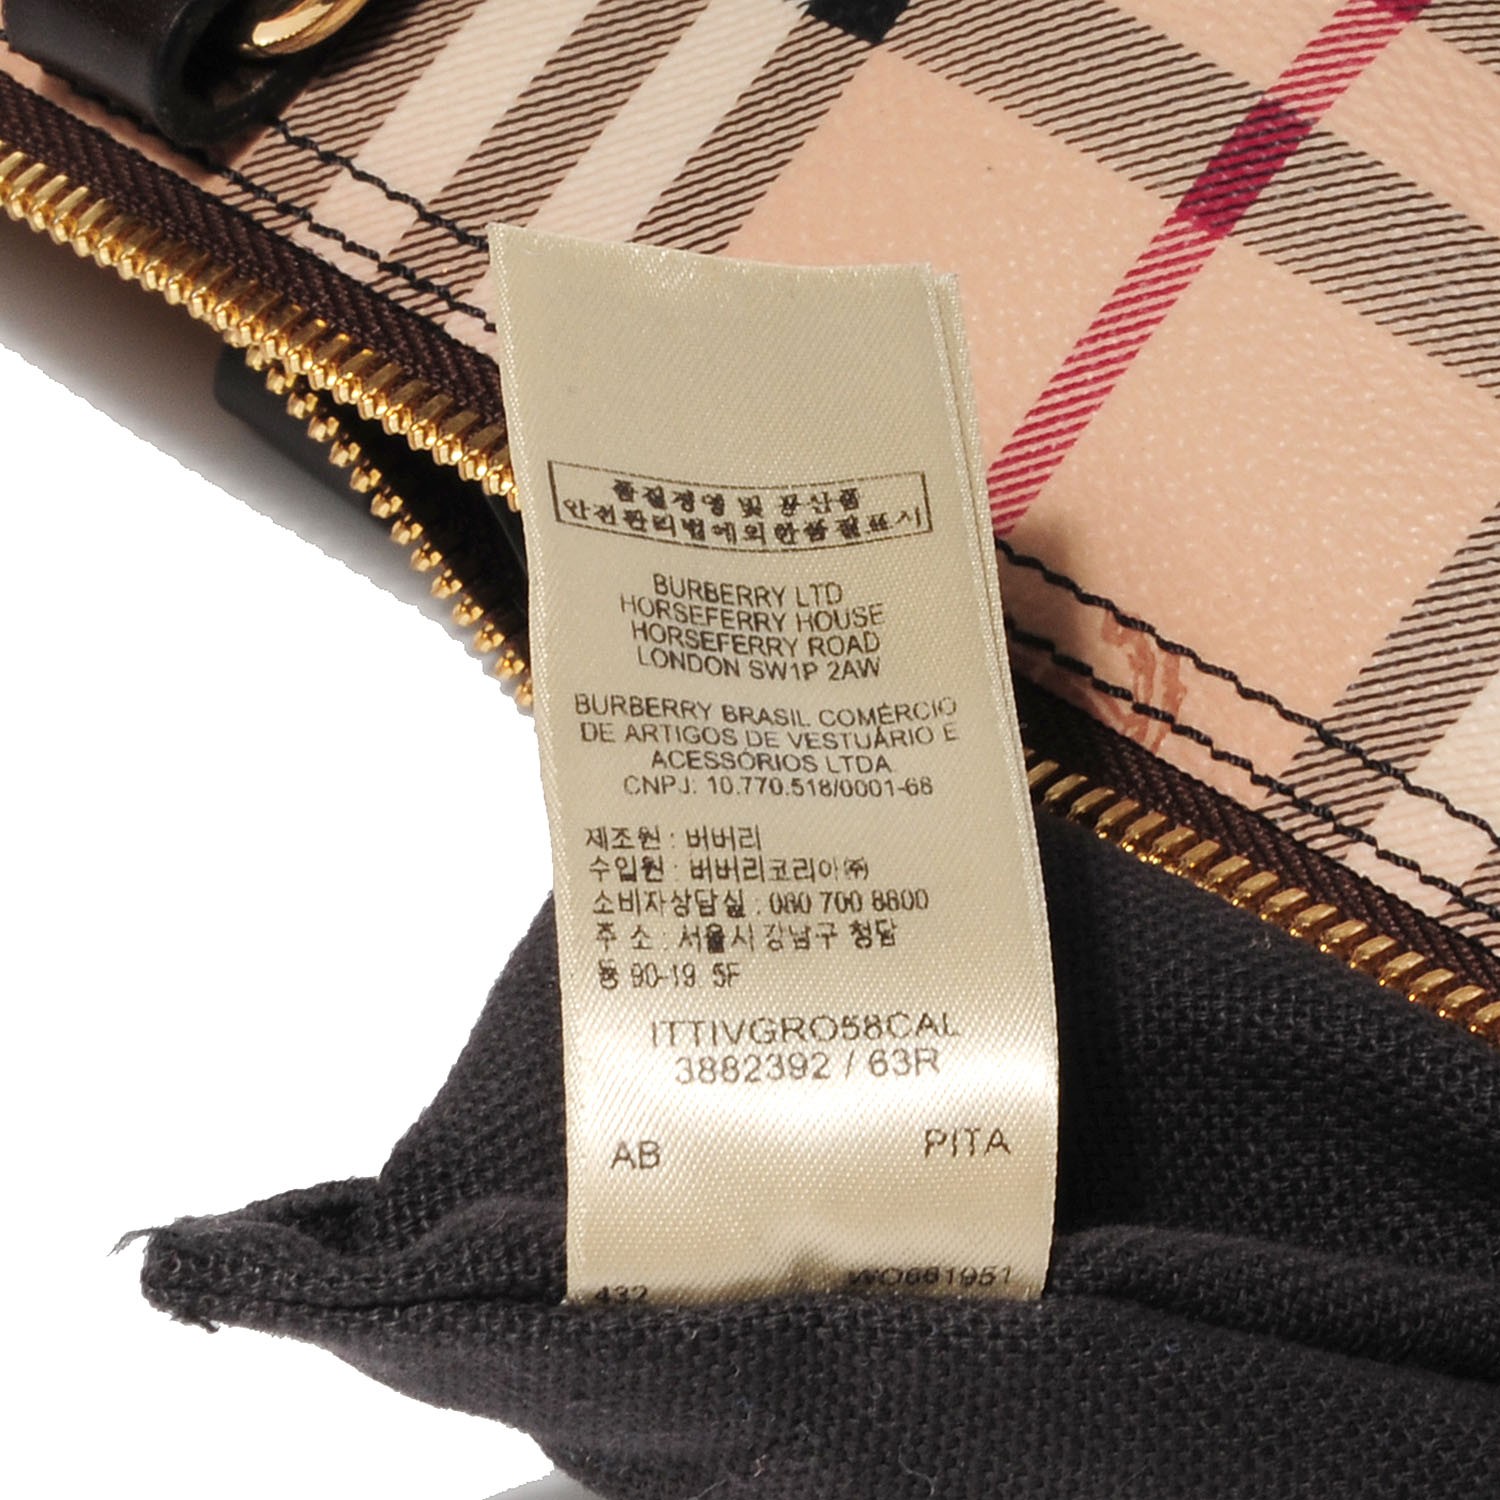 품질경영 및 공산품
안전관리법에의한품질표시
BURBERRY LTD
HORSEFERRY HOUSE
HORSEFERRY ROAD
LONDON SW1P 2AW
BURBERRY BRASIL COMÉRCIO
DE ARTIGOS DE VESTUÁRIO E
ACESSÓRIOS LTDA
CNPJ: 10.770.518/0001-68
제조원 : 버버리
수입원 : 버버리코리아㈜
소비자상담실 : 080 700 8800
주 소 : 서울시 강남구 청담
동 90-19 5F
ITTIVGRO58CAL
3882392 / 63R
AB PITA
432 WO661951